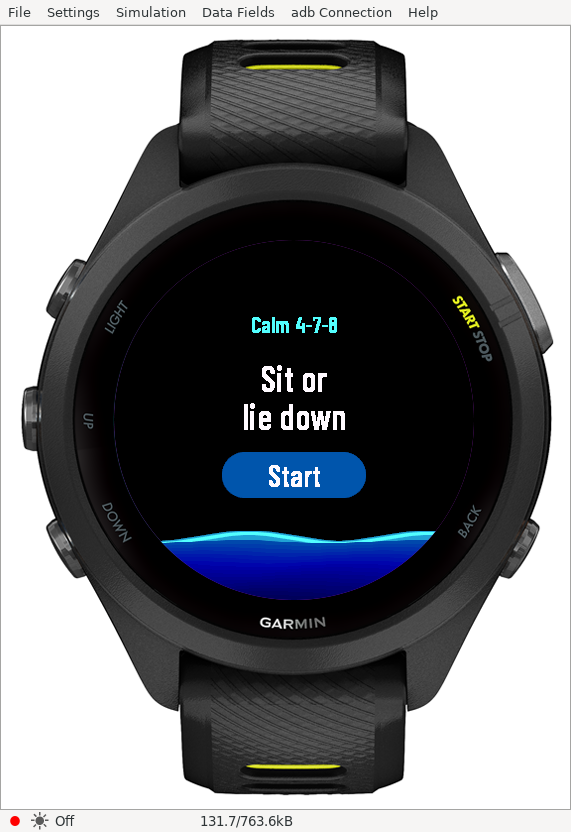 File Settings Simulation Data Fields adb Connection Help
LIGHT
START STOP
UP
DOWN
BACK
Calm 4-7-8
Sit or
lie down
Start
GARMIN
Off 131.7/763.6kB